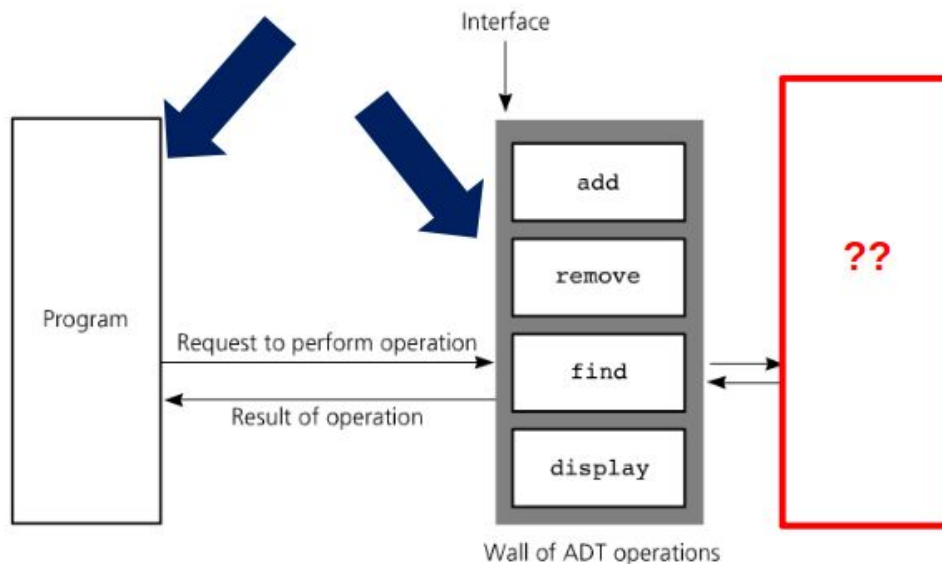 Interface
add
remove
??
Program
Request to perform operation
find
Result of operation
display
Wall of ADT operations